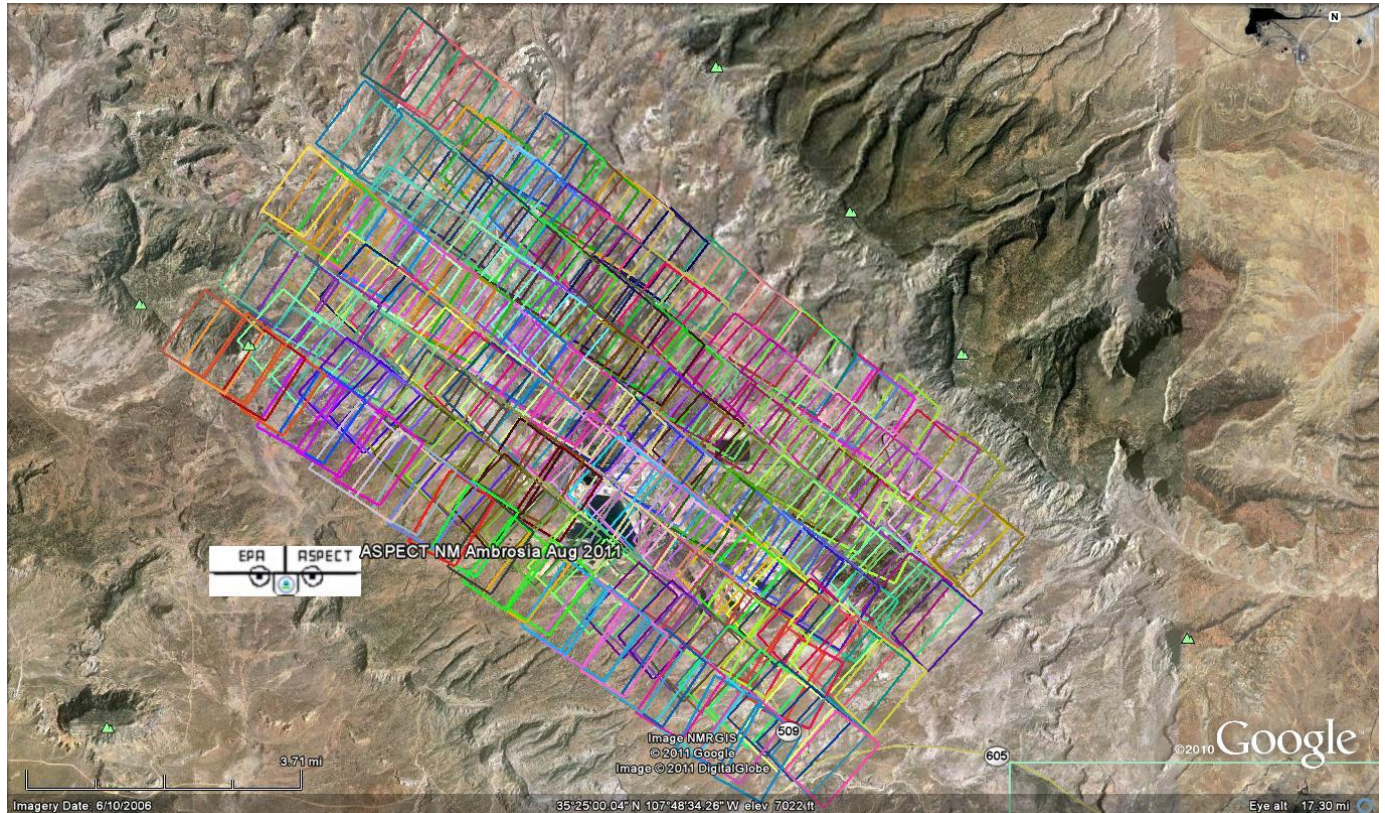 N
EPA ASPECT
ASPECT NM Ambrosia Aug 2011
509
Image NMRGIS
© 2011 Google
Image © 2011 DigitalGlobe
©2010 Google
605
3.71 mi
Imagery Date: 6/10/2006 35°25'00.04" N 107°48'34.26" W elev 7022 ft Eye alt 17.30 mi